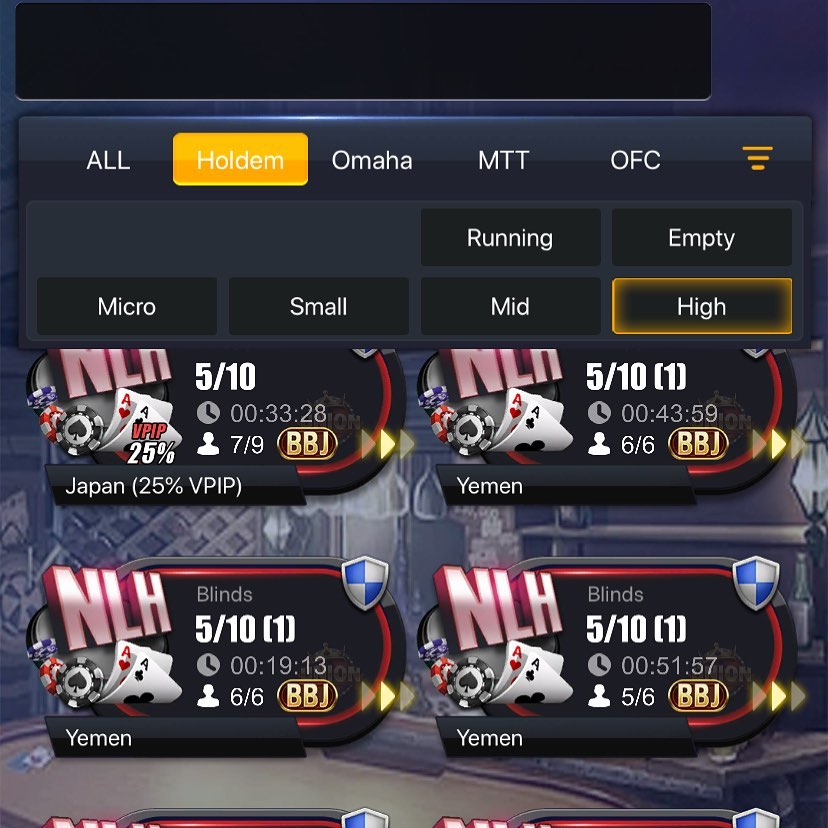 ALL Holdem Omaha MTT OFC
Running Empty
Micro Small Mid High
NLH 5/10
00:33:28
VPIP 25% 7/9 BBJ
Japan (25% VPIP)
NLH 5/10 (1)
00:43:59
6/6 BBJ
Yemen
NLH Blinds
5/10 (1)
00:19:13
6/6 BBJ
Yemen
NLH Blinds
5/10 (1)
00:51:57
5/6 BBJ
Yemen